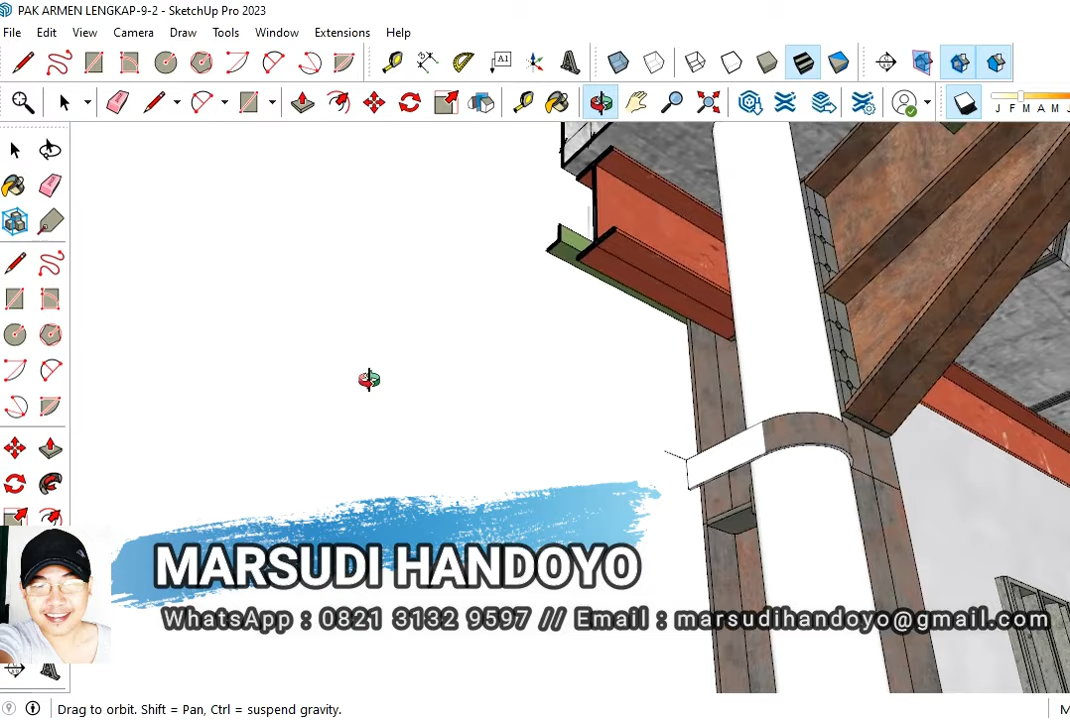 PAK ARMEN LENGKAP-9-2 - SketchUp Pro 2023
File Edit View Camera Draw Tools Window Extensions Help
A1
J F M A M J
MARSUDI HANDOYO
WhatsApp : 0821 3132 9597 // Email : marsudihandoyo@gmail.com
Drag to orbit. Shift = Pan, Ctrl = suspend gravity.